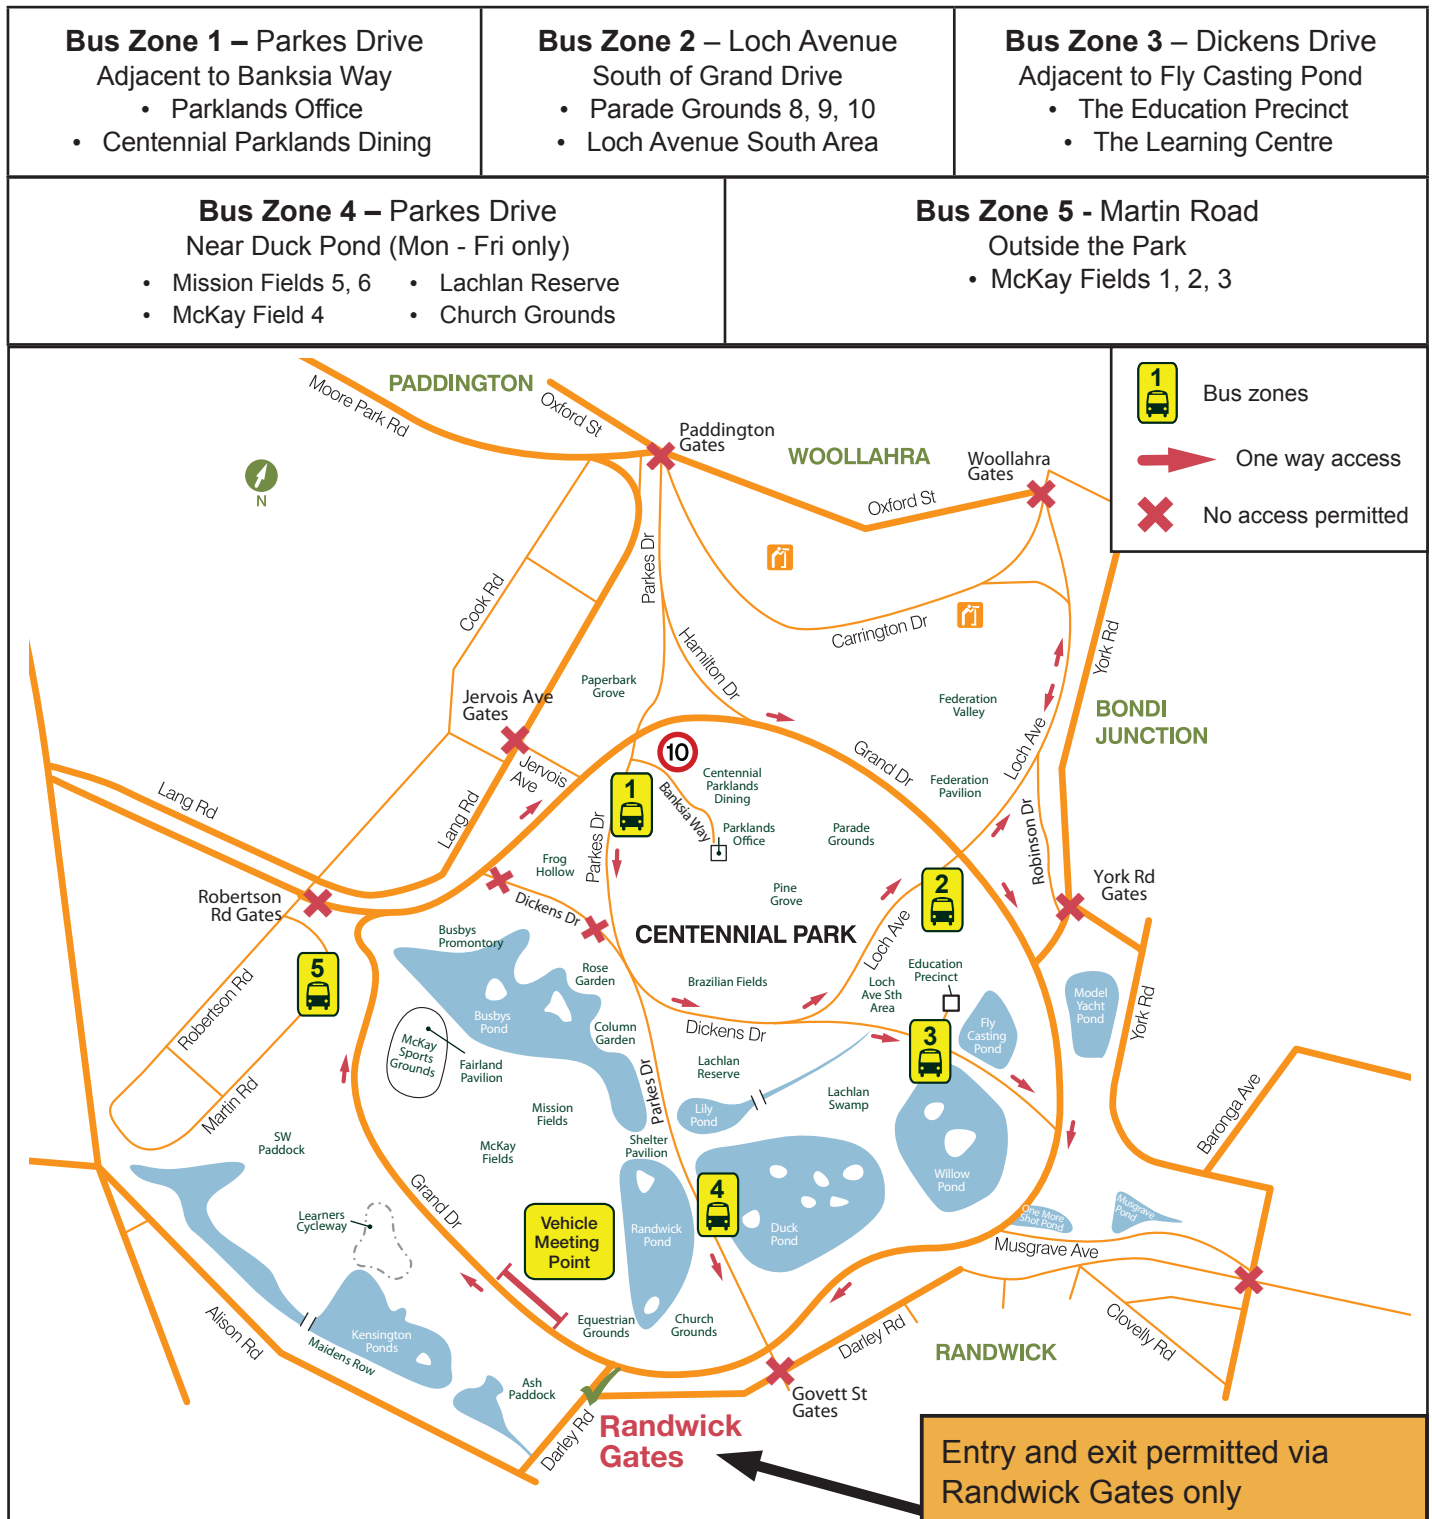 Bus Zone 1 – Parkes Drive
Adjacent to Banksia Way
• Parklands Office
• Centennial Parklands Dining
Bus Zone 2 – Loch Avenue
South of Grand Drive
• Parade Grounds 8, 9, 10
• Loch Avenue South Area
Bus Zone 3 – Dickens Drive
Adjacent to Fly Casting Pond
• The Education Precinct
• The Learning Centre
Bus Zone 4 – Parkes Drive
Near Duck Pond (Mon - Fri only)
• Mission Fields 5, 6
• McKay Field 4
• Lachlan Reserve
• Church Grounds
Bus Zone 5 - Martin Road
Outside the Park
• McKay Fields 1, 2, 3
1
Bus zones
One way access
No access permitted
PADDINGTON
Moore Park Rd
Oxford St
Paddington
Gates
WOOLLAHRA
Woollahra
Gates
Oxford St
N
Parkes Dr
Cook Rd
Carrington Dr
Hamilton Dr
York Rd
Paperbark
Grove
Jervois Ave
Gates
Federation
Valley
BONDI
JUNCTION
Loch Ave
Grand Dr
10
Jervois
Ave
Centennial
Parklands
Dining
Federation
Pavilion
Lang Rd
Lang Rd
1
Banksia Way
Parkes Dr
Parklands
Office
Parade
Grounds
Robinson Dr
Frog
Hollow
Dickens Dr
Pine
Grove
2
York Rd
Gates
Robertson
Rd Gates
Busbys
Promontory
CENTENNIAL PARK
Loch Ave
5
Rose
Garden
Brazilian Fields
Loch
Ave Sth
Area
Education
Precinct
Model
Yacht
Pond
York Rd
Robertson Rd
Busbys
Pond
Column
Garden
Dickens Dr
3
Fly
Casting
Pond
McKay
Sports
Grounds
Fairland
Pavilion
Lachlan
Reserve
Parkes Dr
Martin Rd
Mission
Fields
Lily
Pond
Lachlan
Swamp
Baronga Ave
SW
Paddock
McKay
Fields
Shelter
Pavilion
Willow
Pond
Grand Dr
4
Learners
Cycleway
Vehicle
Meeting
Point
Randwick
Pond
Duck
Pond
One More
Shot Pond
Musgrave
Pond
Musgrave Ave
Alison Rd
Kensington
Ponds
Maidens Row
Equestrian
Grounds
Church
Grounds
Darley Rd
Clovelly Rd
RANDWICK
Ash
Paddock
Darley Rd
Govett St
Gates
Randwick
Gates
Entry and exit permitted via
Randwick Gates only